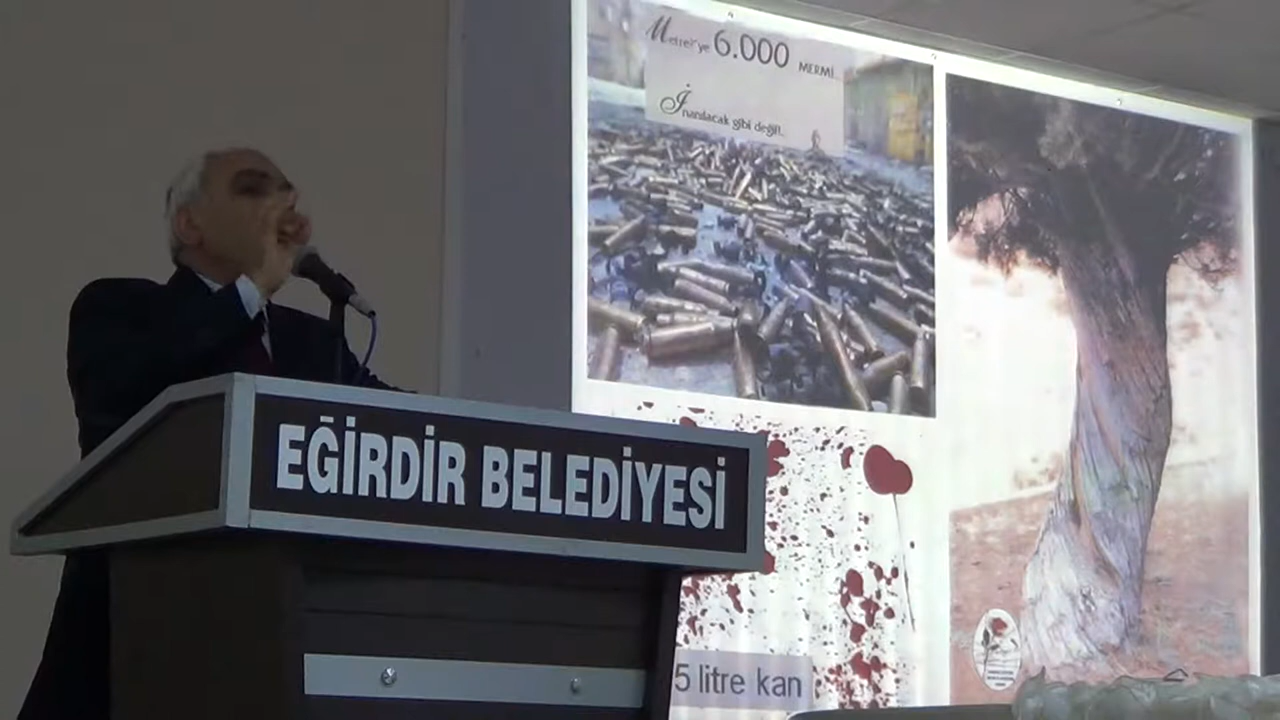 Metrel'ye 6.000 MERMİ...
İnanılacak gibi değil!..
EĞİRDİR BELEDİYESİ
5 litre kan